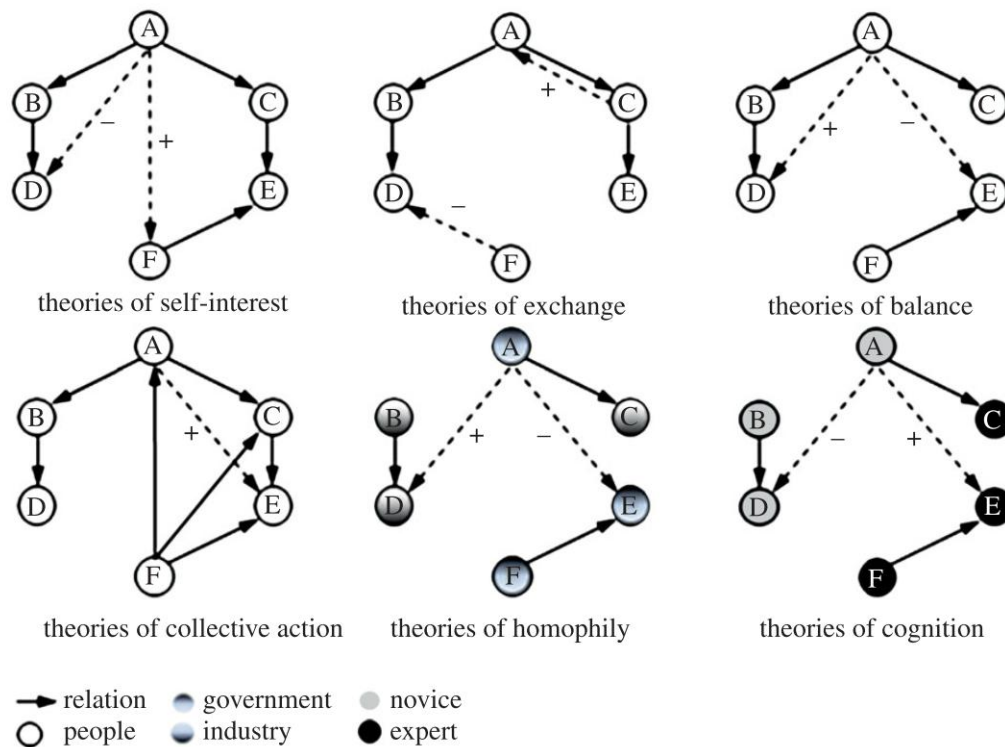 A A A
B C B C B C
– + + + –
D E D E D E
–
F F F
theories of self-interest theories of exchange theories of balance
A A A
B C B C B C
+ + – – +
D E D E D E
F F F
theories of collective action theories of homophily theories of cognition
relation government novice
people industry expert